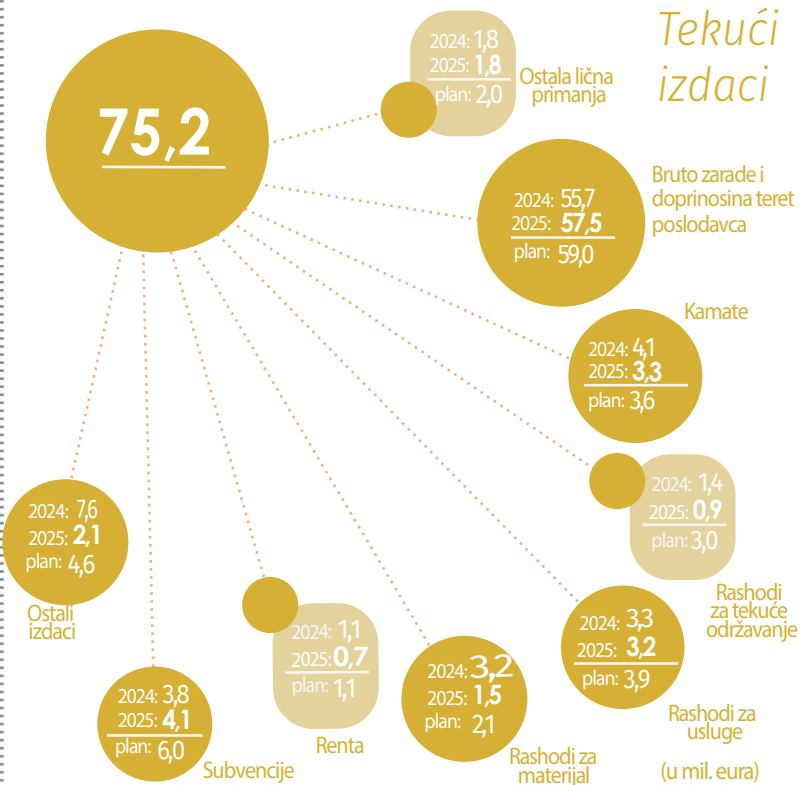 Tekući
izdaci
75,2
2024: 1,8
2025: 1,8
plan: 2,0
Ostala lična
primanja
2024: 55,7
2025: 57,5
plan: 59,0
Bruto zarade i
doprinosina teret
poslodavca
Kamate
2024: 4,1
2025: 3,3
plan: 3,6
2024: 1,4
2025: 0,9
plan: 3,0
Rashodi
za tekuće
održavanje
2024: 3,3
2025: 3,2
plan: 3,9
Rashodi za
usluge
2024: 3,2
2025: 1,5
plan: 2,1
Rashodi za
materijal
2024: 1,1
2025: 0,7
plan: 1,1
Renta
2024: 3,8
2025: 4,1
plan: 6,0
Subvencije
2024: 7,6
2025: 2,1
plan: 4,6
Ostali
izdaci
(u mil. eura)